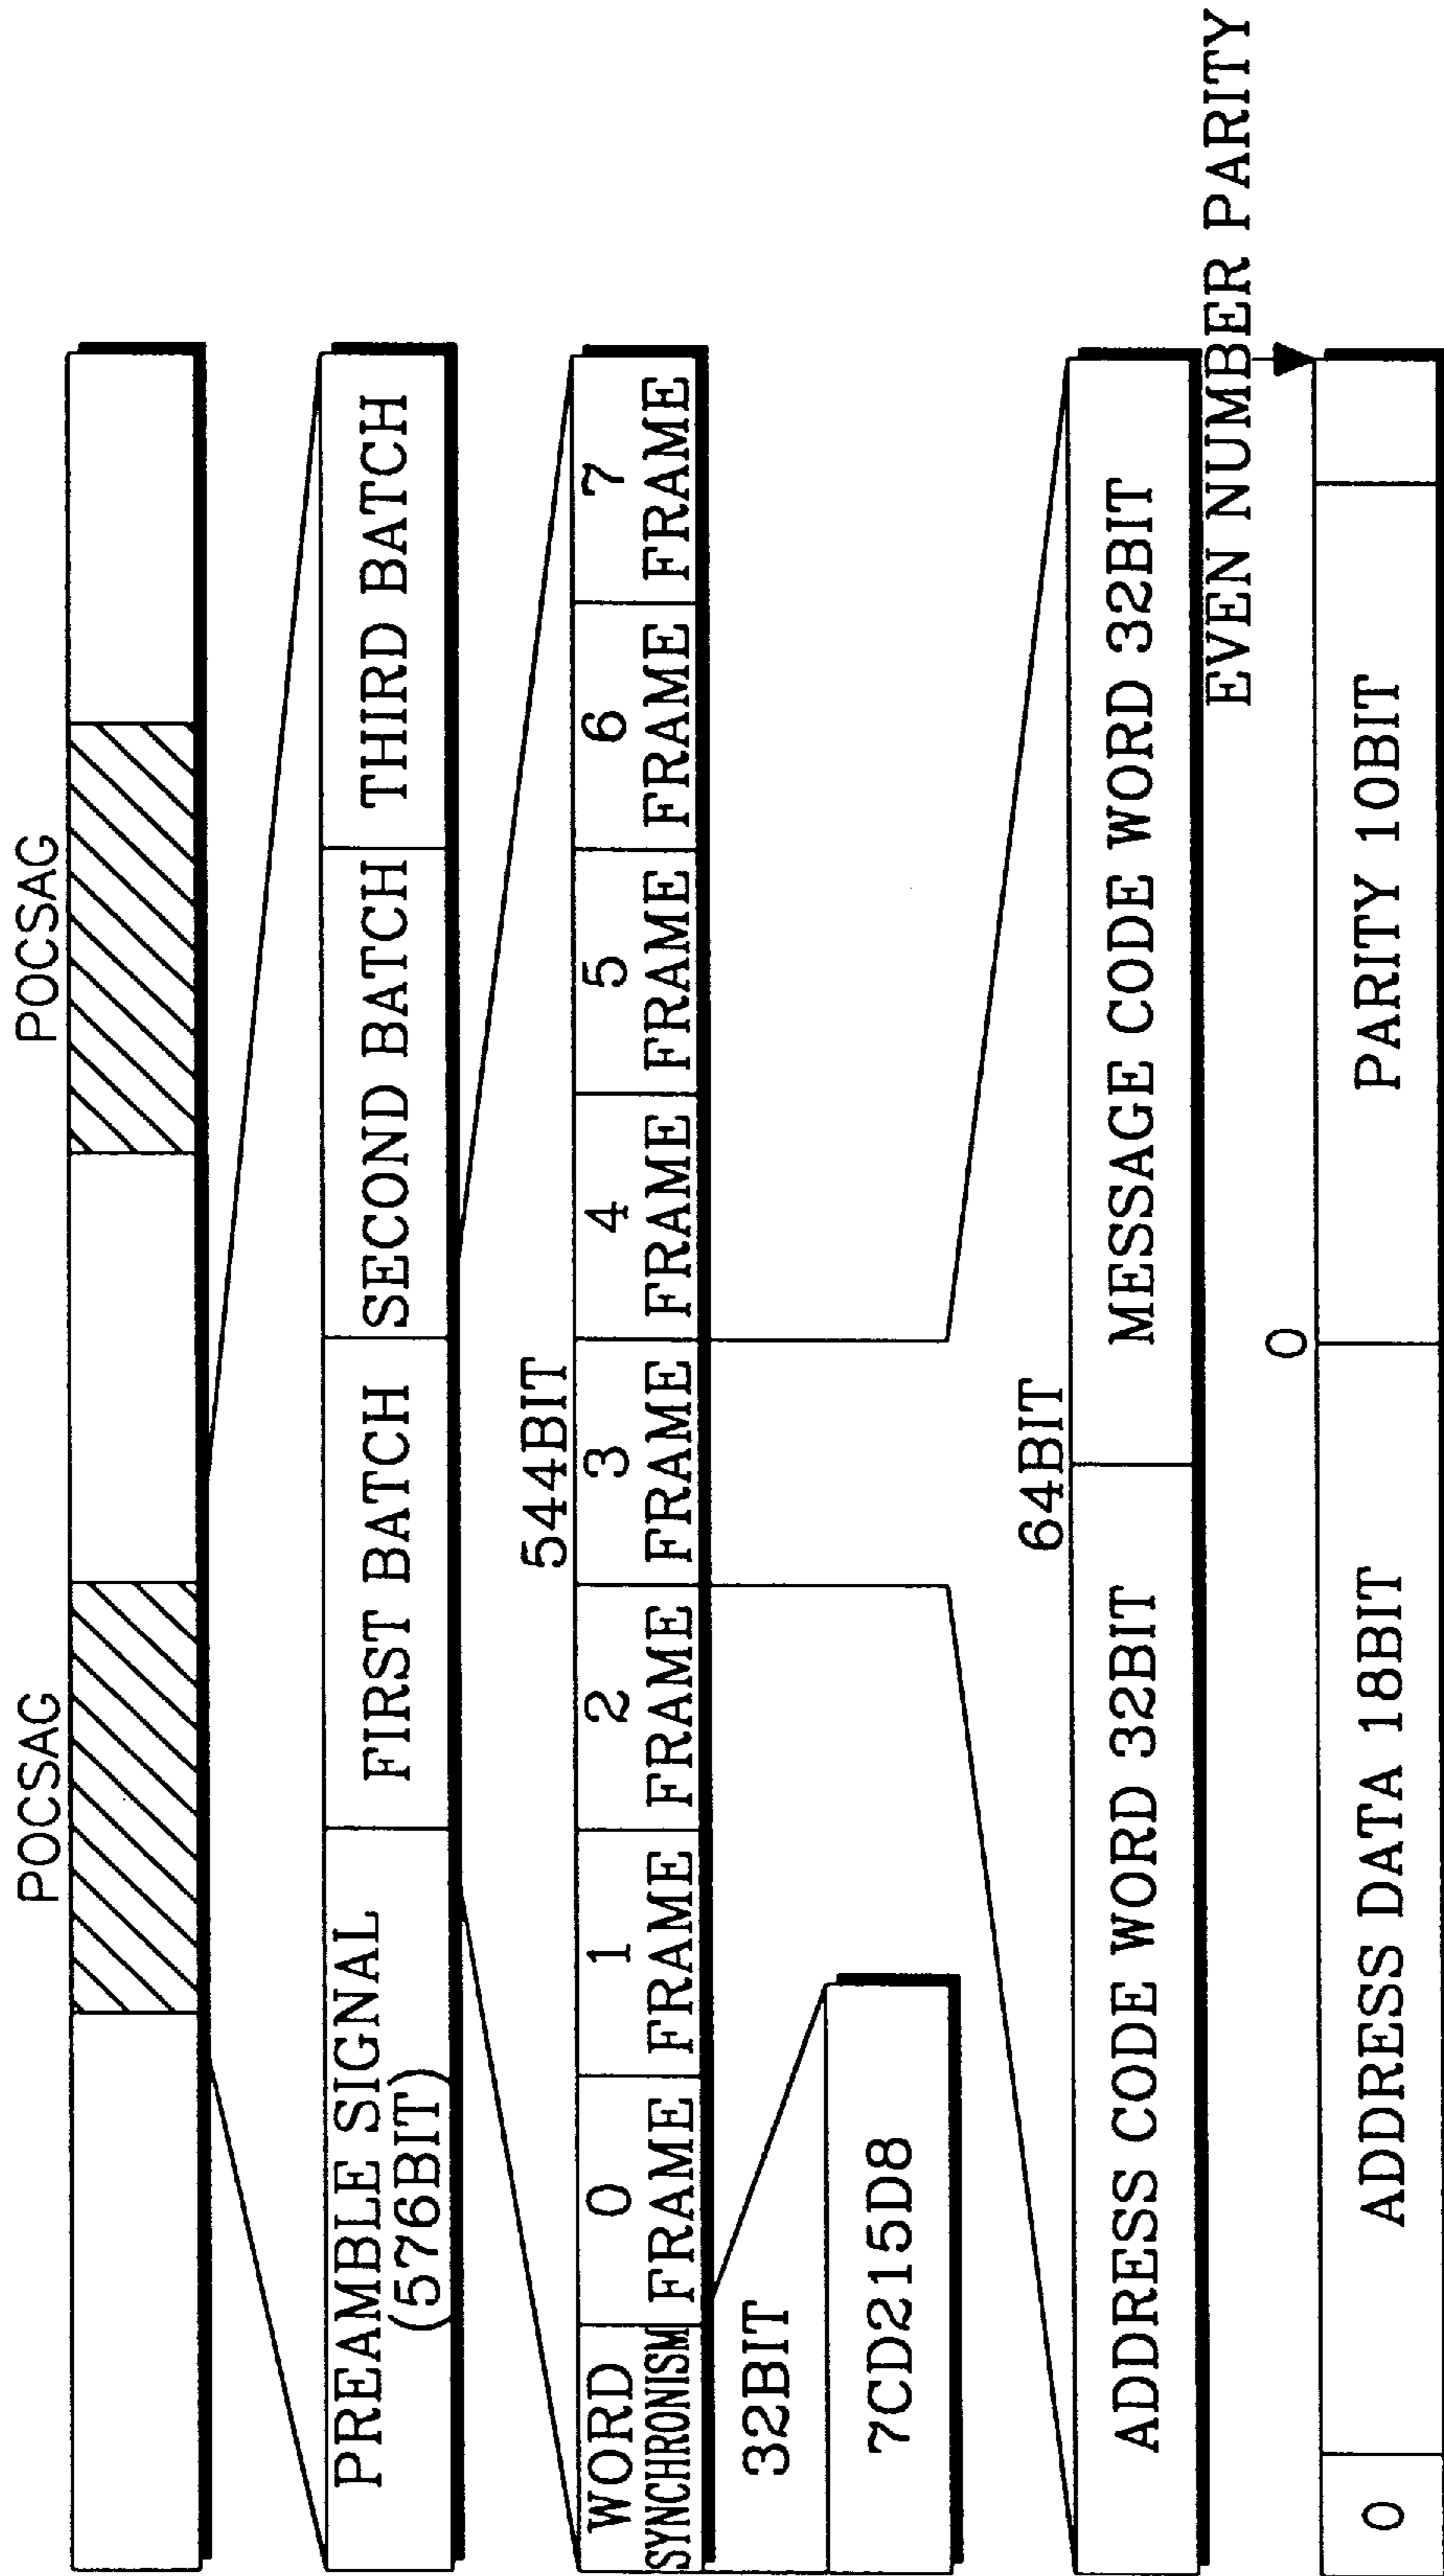 POCSAG POCSAG
PREAMBLE SIGNAL
(576BIT)
FIRST BATCH
SECOND BATCH
THIRD BATCH
544BIT
WORD
SYNCHRONISM
0
FRAME
1
FRAME
2
FRAME
3
FRAME
4
FRAME
5
FRAME
6
FRAME
7
FRAME
32BIT
7CD215D8
64BIT
ADDRESS CODE WORD 32BIT
MESSAGE CODE WORD 32BIT
EVEN NUMBER PARITY
0
0
ADDRESS DATA 18BIT
PARITY 10BIT